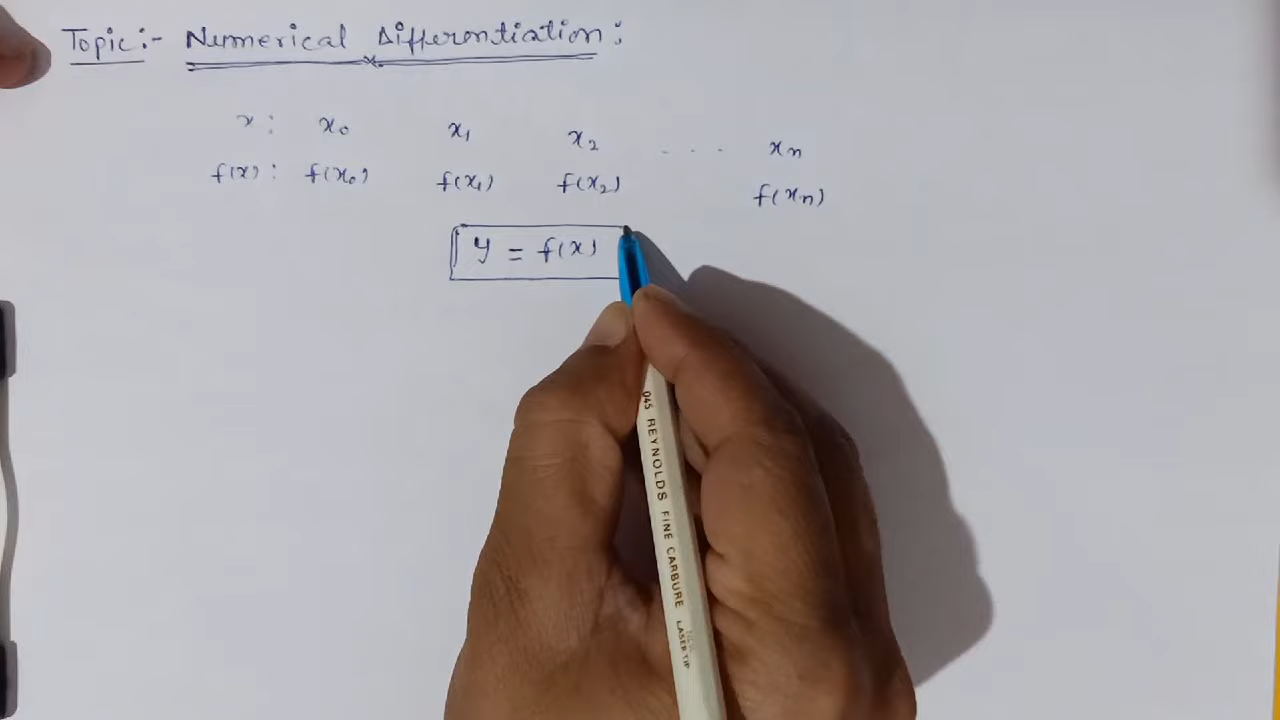 Topic:- Numerical Differentiation:
x: x₀ x₁ x₂ . . . xₙ
f(x): f(x₀) f(x₁) f(x₂) f(xₙ)
y = f(x)
045 REYNOLDS FINE CARBURE
LASER TIP